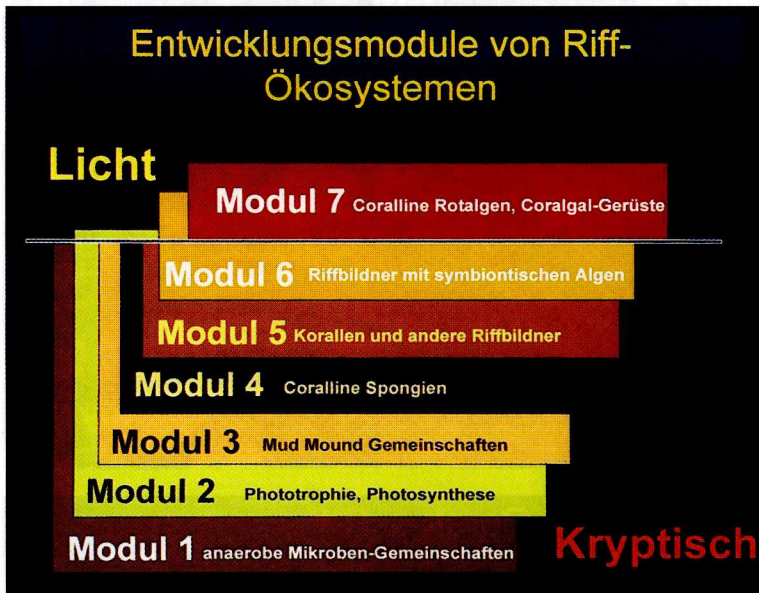 Entwicklungsmodule von Riff-
Ökosystemen
Licht
Modul 7 Coralline Rotalgen, Coralgal-Gerüste
Modul 6 Riffbildner mit symbiontischen Algen
Modul 5 Korallen und andere Riffbildner
Modul 4 Coralline Spongien
Modul 3 Mud Mound Gemeinschaften
Modul 2 Phototrophie, Photosynthese
Modul 1 anaerobe Mikroben-Gemeinschaften
Kryptisch